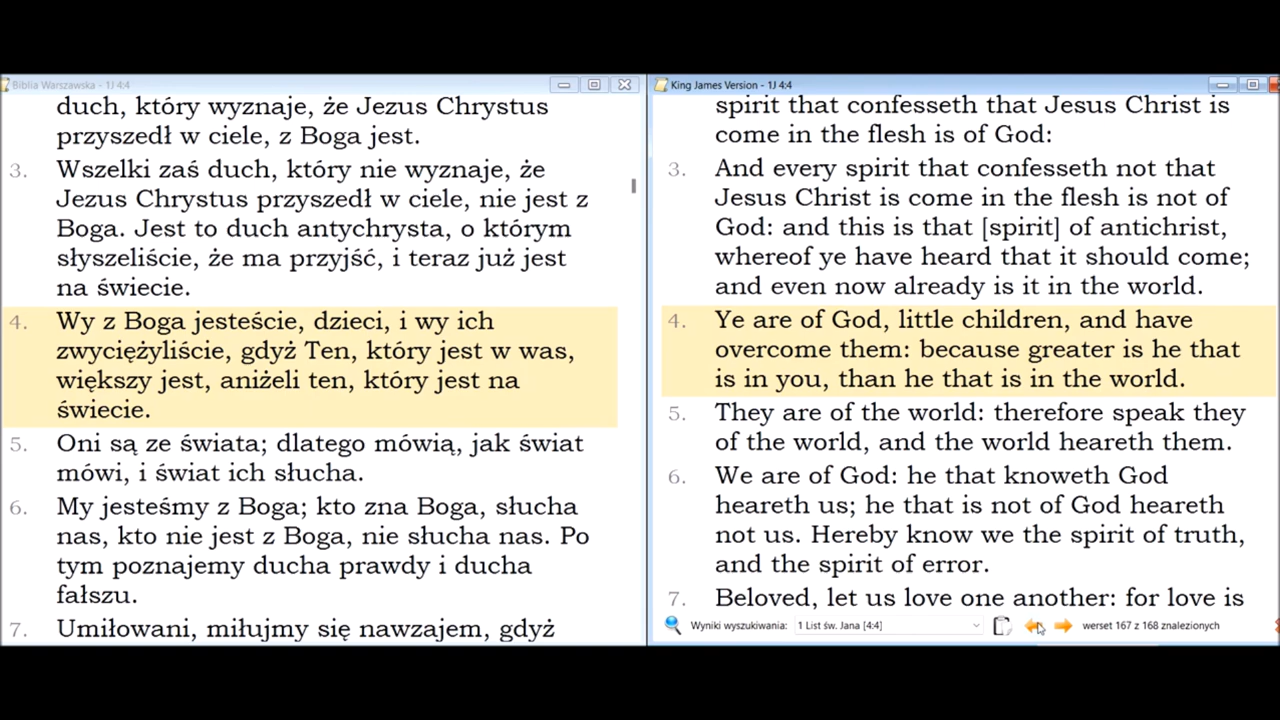 Biblia Warszawska - 1J 4:4
duch, który wyznaje, że Jezus Chrystus
przyszedł w ciele, z Boga jest.
3. Wszelki zaś duch, który nie wyznaje, że
Jezus Chrystus przyszedł w ciele, nie jest z
Boga. Jest to duch antychrysta, o którym
słyszeliście, że ma przyjść, i teraz już jest
na świecie.
4. Wy z Boga jesteście, dzieci, i wy ich
zwyciężyliście, gdyż Ten, który jest w was,
większy jest, aniżeli ten, który jest na
świecie.
5. Oni są ze świata; dlatego mówią, jak świat
mówi, i świat ich słucha.
6. My jesteśmy z Boga; kto zna Boga, słucha
nas, kto nie jest z Boga, nie słucha nas. Po
tym poznajemy ducha prawdy i ducha
fałszu.
7. Umiłowani, miłujmy się nawzajem, gdyż
King James Version - 1J 4:4
spirit that confesseth that Jesus Christ is
come in the flesh is of God:
3. And every spirit that confesseth not that
Jesus Christ is come in the flesh is not of
God: and this is that [spirit] of antichrist,
whereof ye have heard that it should come;
and even now already is it in the world.
4. Ye are of God, little children, and have
overcome them: because greater is he that
is in you, than he that is in the world.
5. They are of the world: therefore speak they
of the world, and the world heareth them.
6. We are of God: he that knoweth God
heareth us; he that is not of God heareth
not us. Hereby know we the spirit of truth,
and the spirit of error.
7. Beloved, let us love one another: for love is
Wyniki wyszukiwania: 1 List św. Jana [4:4] werset 167 z 168 znalezionych